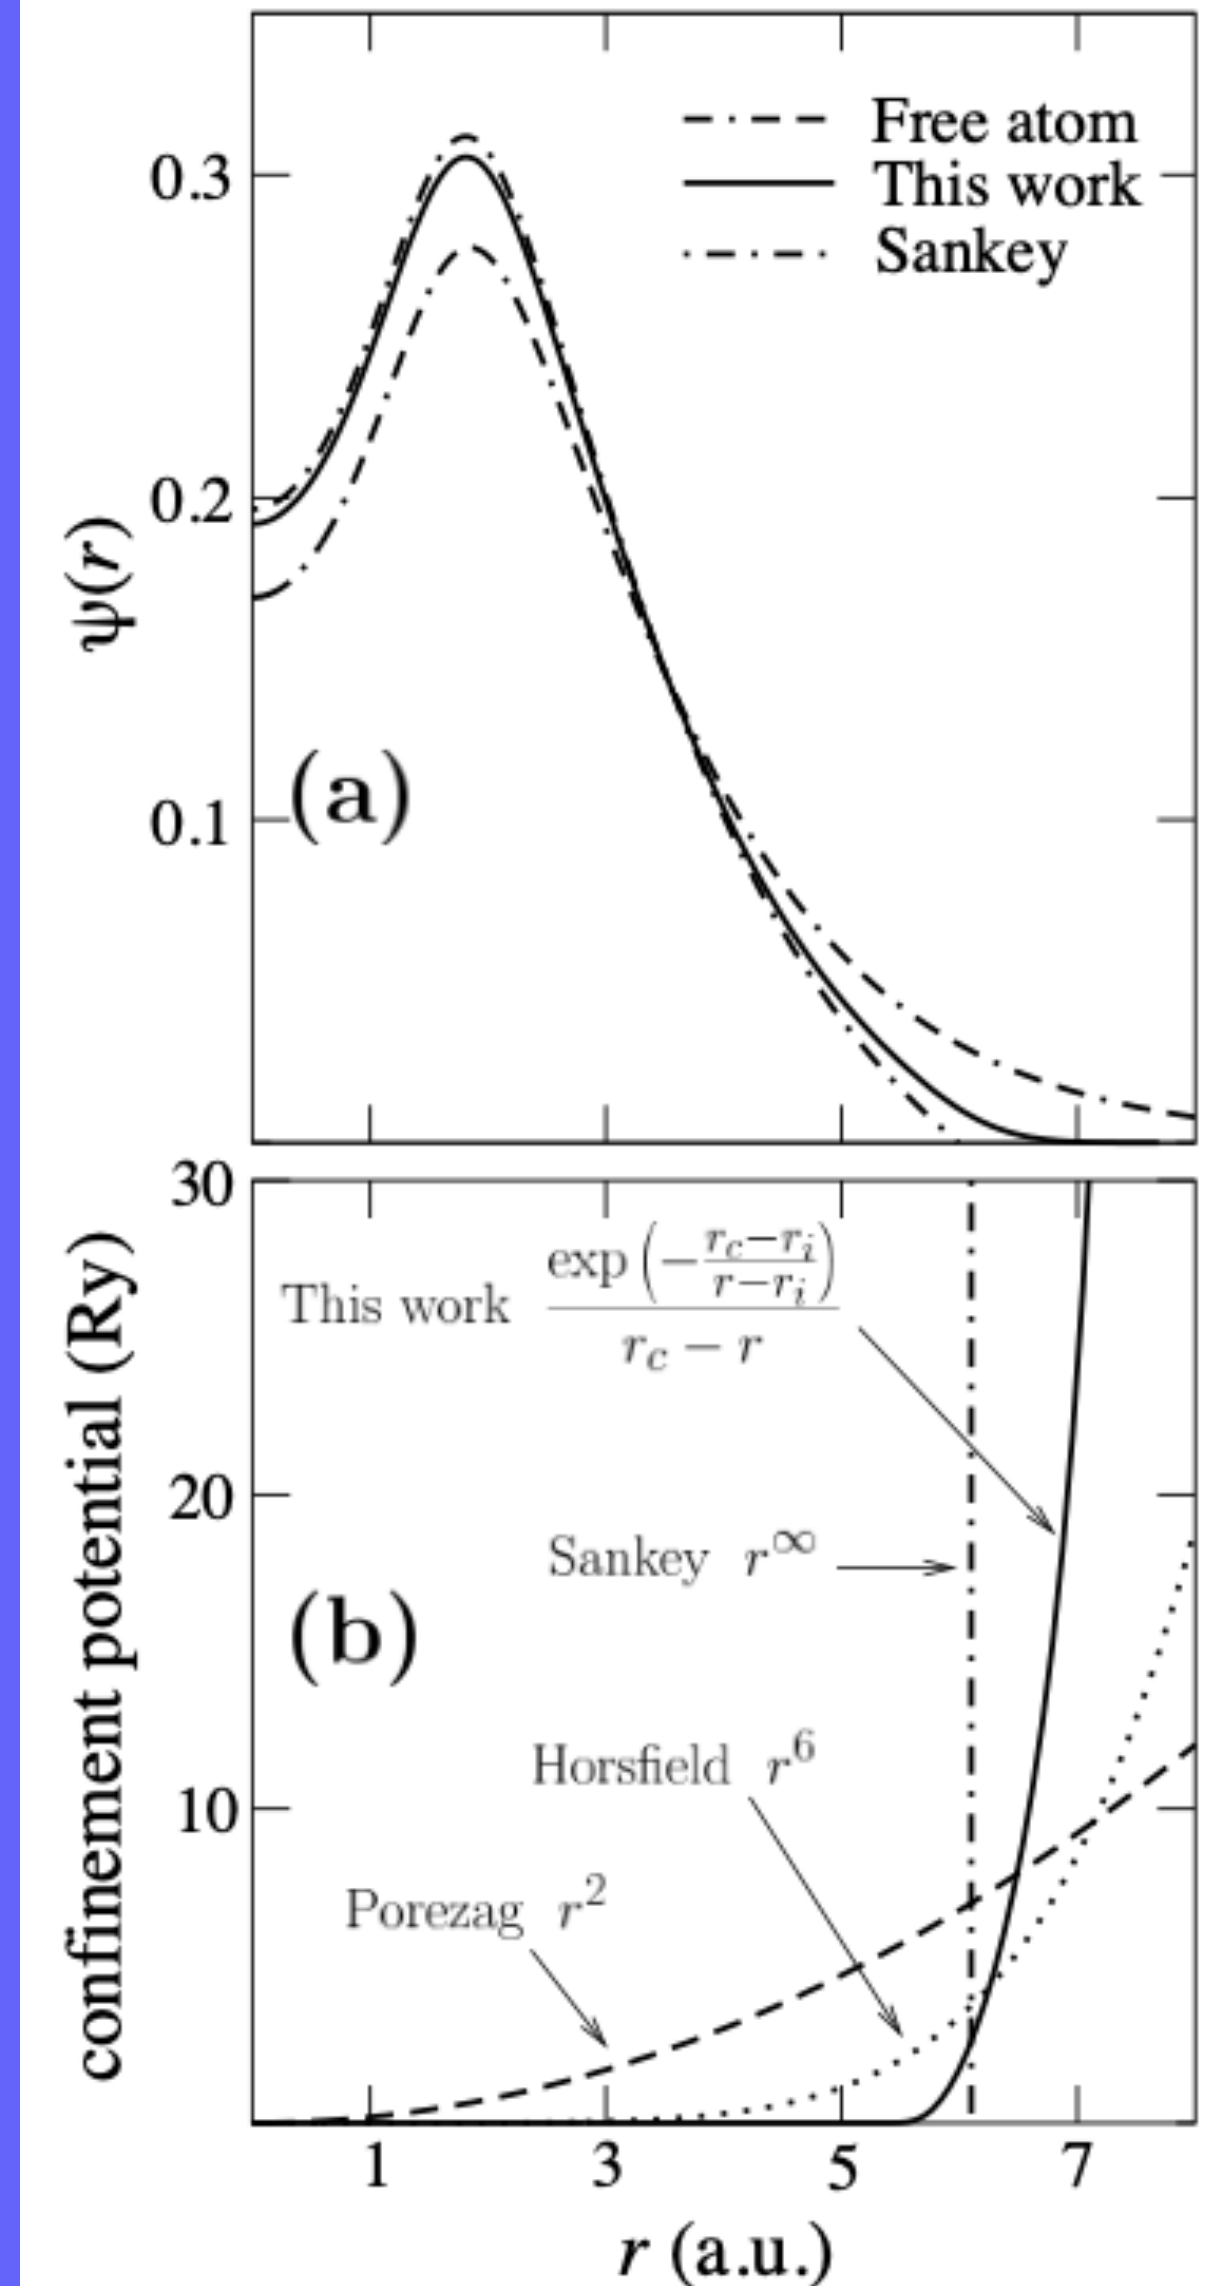 Free atom
0.3
This work
Sankey
0.2
ψ(r)
(a)
0.1
30
exp(−(r_c−r_i)/(r−r_i))
This work
r_c − r
20
Sankey r^∞
(b)
Horsfield r^6
10
Porezag r^2
confinement potential (Ry)
1 3 5 7
r (a.u.)